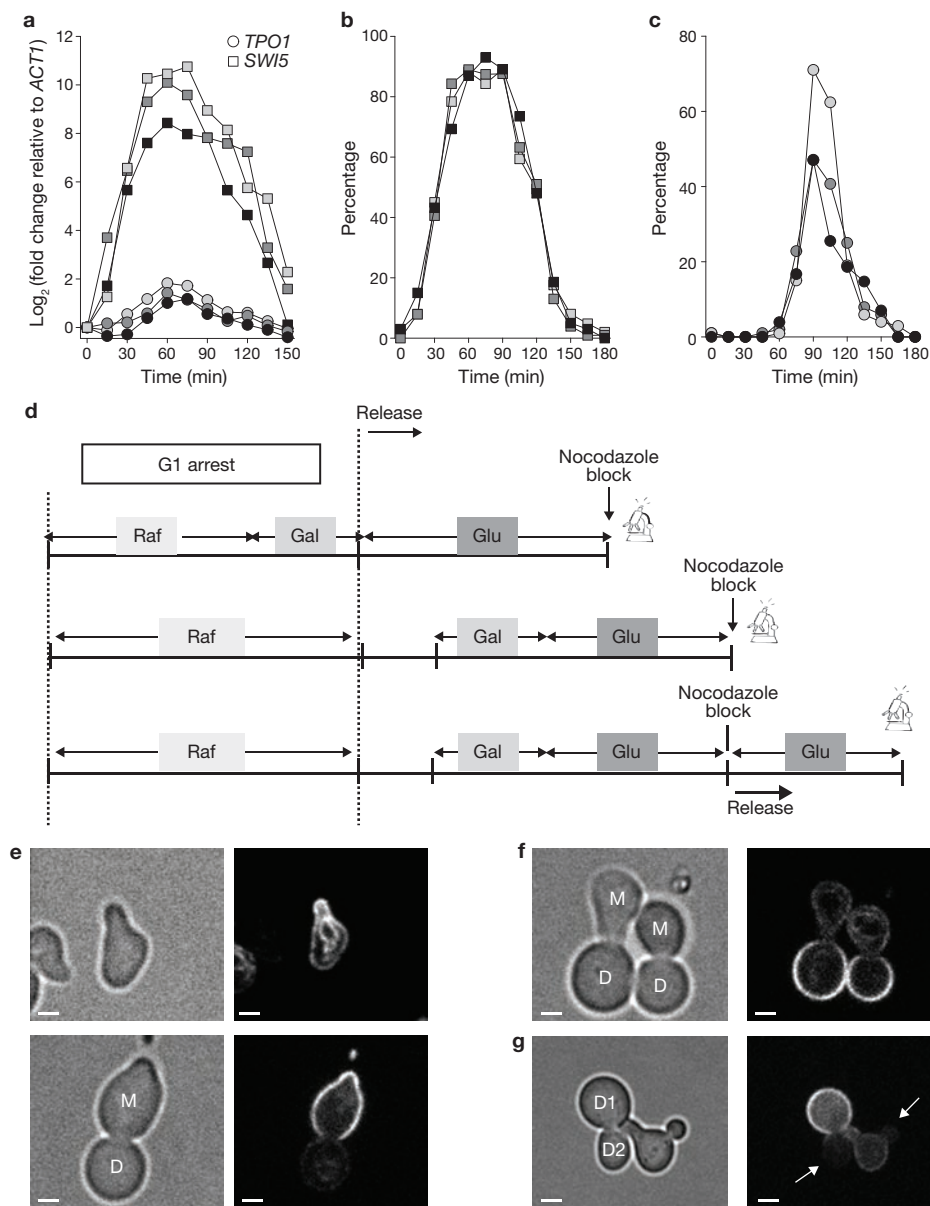 a
Log2 (fold change relative to ACT1)
12
10
8
6
4
2
0
TPO1
SWI5
0 30 60 90 120 150
Time (min)
b
Percentage
100
80
60
40
20
0
0 30 60 90 120 150 180
Time (min)
c
Percentage
80
60
40
20
0
0 30 60 90 120 150 180
Time (min)
d
Release
G1 arrest
Nocodazole
block
Raf Gal Glu
Nocodazole
block
Raf Gal Glu
Nocodazole
block
Raf Gal Glu Glu
Release
e
M
D
f
M
M
D D
g
D1
D2